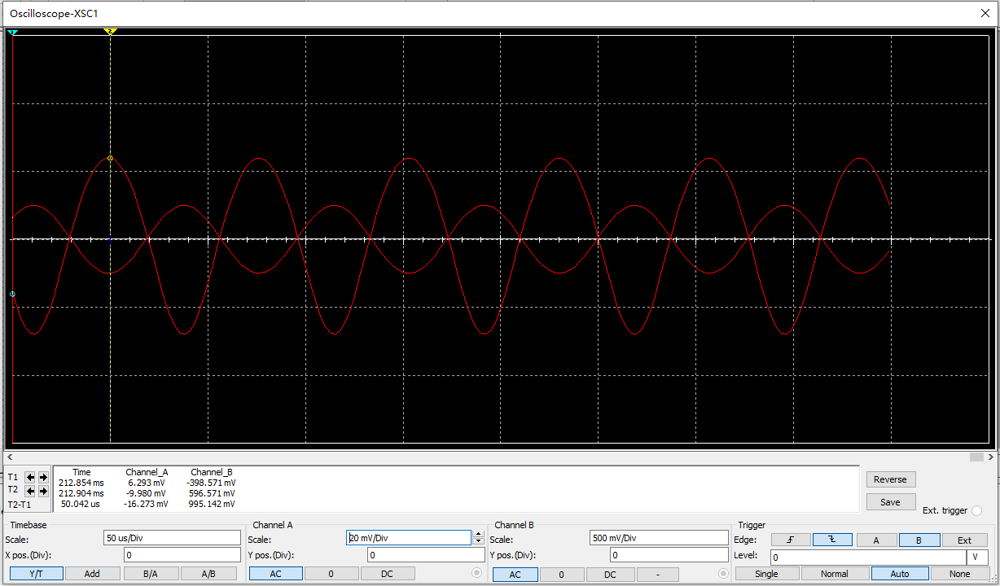 Oscilloscope-XSC1
1
2
T1
T2
T2-T1
Time Channel_A Channel_B
212.854 ms 6.293 mV -398.571 mV
212.904 ms -9.980 mV 596.571 mV
50.042 us -16.273 mV 995.142 mV
Reverse
Save
Ext. trigger
Timebase
Scale: 50 us/Div
X pos.(Div): 0
Y/T Add B/A A/B
Channel A
Scale: 20 mV/Div
Y pos.(Div): 0
AC 0 DC
Channel B
Scale: 500 mV/Div
Y pos.(Div): 0
AC 0 DC -
Trigger
Edge: A B Ext
Level: 0 V
Single Normal Auto None